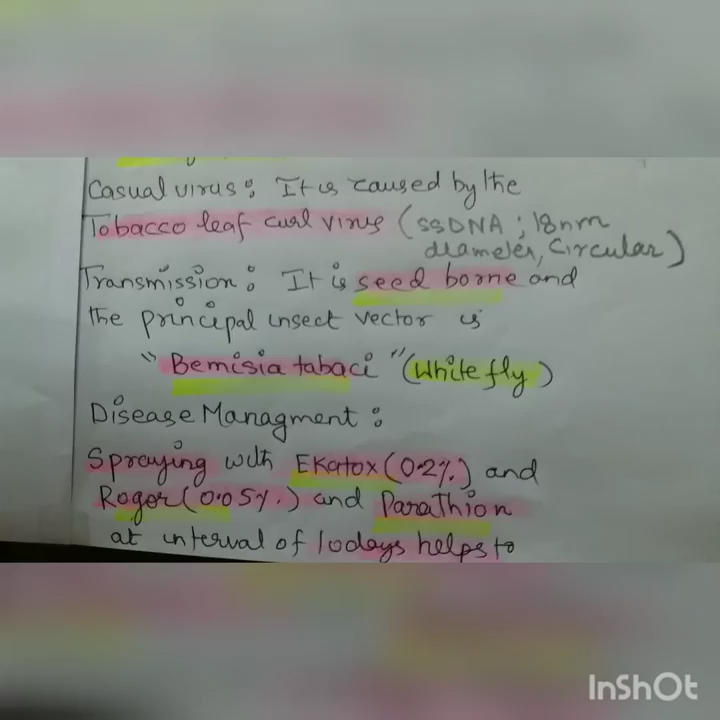 Casual virus: It is caused by the
Tobacco leaf curl virus (SSDNA; 18nm
diameter, Circular)
Transmission: It is seed borne and
the principal insect vector is
"Bemisia tabaci" (White fly)
Disease Managment:
Spraying with Ekatox (0.2%) and
Roger (0.05%) and Parathion
at interval of 10 days helps to
InShOt